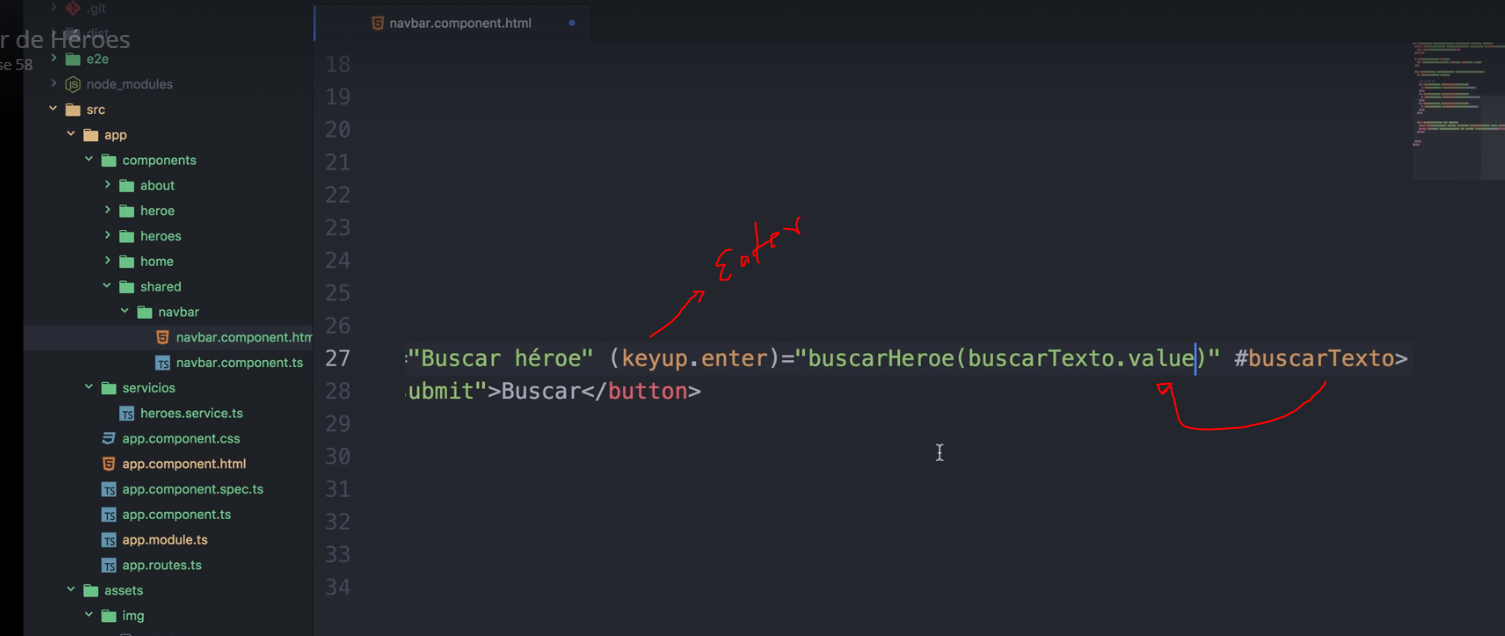 .git
dist
r de Héroes
se 58
e2e
node_modules
src
app
components
about
heroe
heroes
home
shared
navbar
navbar.component.htm
navbar.component.ts
servicios
heroes.service.ts
app.component.css
app.component.html
app.component.spec.ts
app.component.ts
app.module.ts
app.routes.ts
assets
img
navbar.component.html
18
19
20
21
22
23
24
25
26
Enter
27 ="Buscar héroe" (keyup.enter)="buscarHeroe(buscarTexto.value)" #buscarTexto>
28 ubmit">Buscar</button>
29
30
31
32
33
34